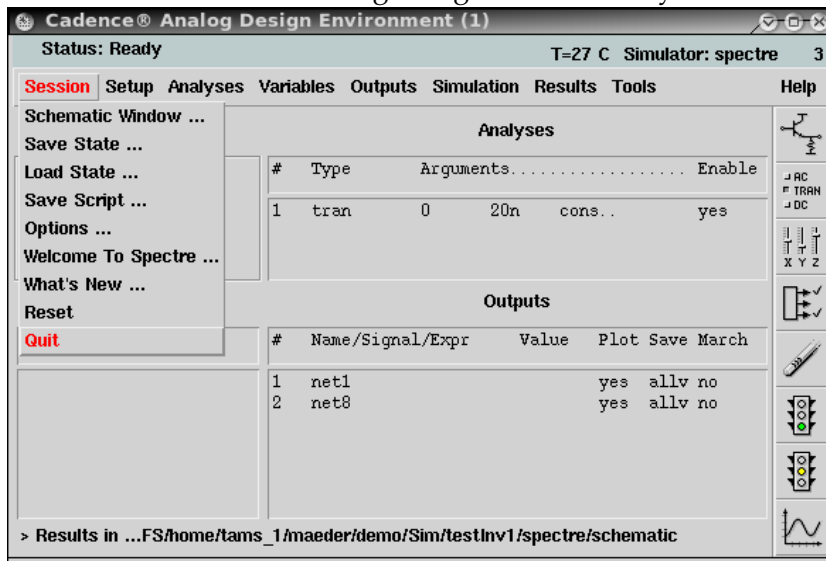 Cadence® Analog Design Environment (1)
Status: Ready T=27 C Simulator: spectre 3
Session Setup Analyses Variables Outputs Simulation Results Tools Help
Schematic Window ...
Save State ...
Load State ...
Save Script ...
Options ...
Welcome To Spectre ...
What's New ...
Reset
Quit
Analyses
# Type Arguments.................. Enable
1 tran 0 20n cons.. yes
Outputs
# Name/Signal/Expr Value Plot Save March
1 net1 yes allv no
2 net8 yes allv no
AC
TRAN
DC
X Y Z
> Results in ...FS/home/tams_1/maeder/demo/Sim/testInv1/spectre/schematic